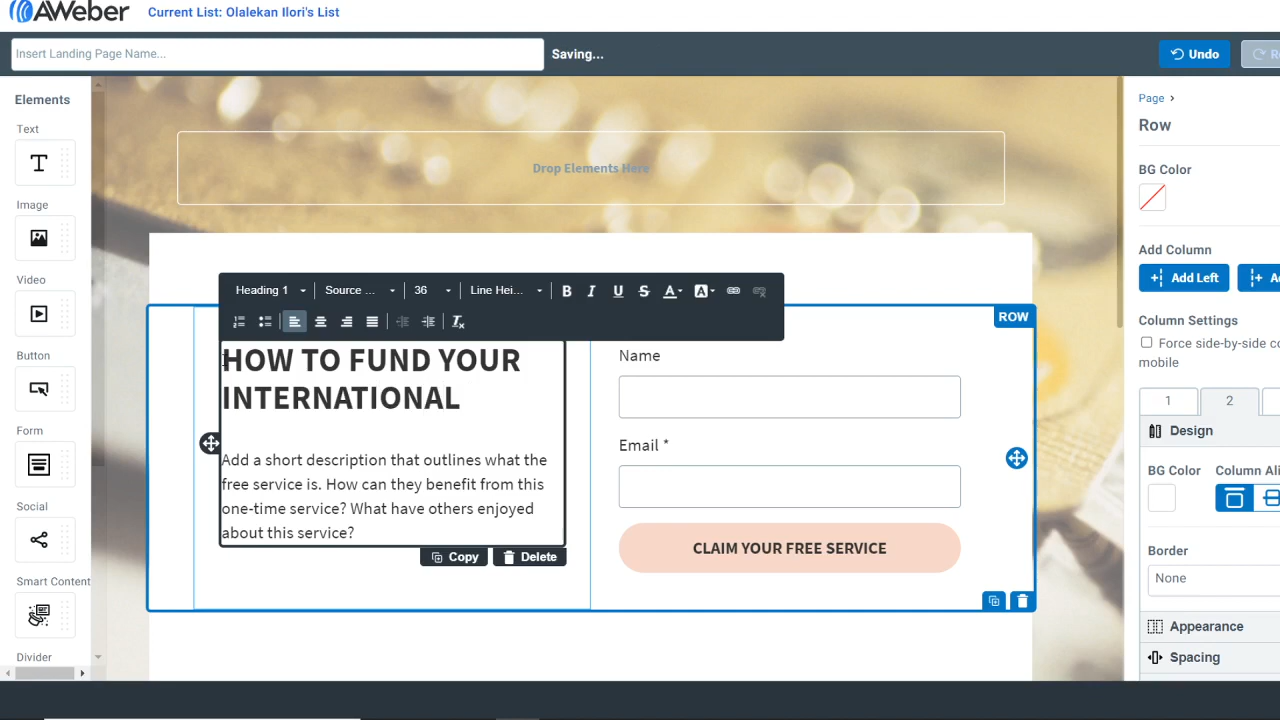 AWeber
Current List: Olalekan Ilori's List
Insert Landing Page Name...
Saving...
Undo
Elements
Text
Image
Video
Button
Form
Social
Smart Content
Divider
Drop Elements Here
Heading 1
Source ...
36
Line Hei...
B I U S A A
ROW
HOW TO FUND YOUR
INTERNATIONAL
Add a short description that outlines what the
free service is. How can they benefit from this
one-time service? What have others enjoyed
about this service?
Copy
Delete
Name
Email *
CLAIM YOUR FREE SERVICE
Page ›
Row
BG Color
Add Column
Add Left
Column Settings
Force side-by-side
mobile
1
2
Design
BG Color
Column
Border
None
Appearance
Spacing